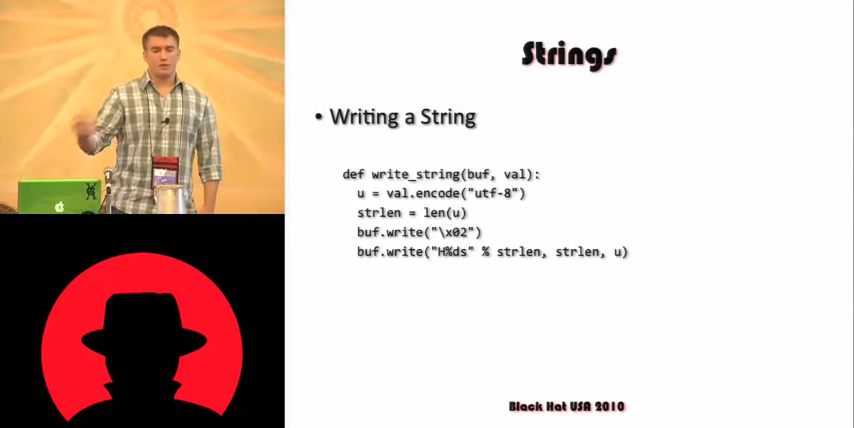 Strings
• Writing a String
def write_string(buf, val):
u = val.encode("utf-8")
strlen = len(u)
buf.write("\x02")
buf.write("H%ds" % strlen, strlen, u)
Black Hat USA 2010